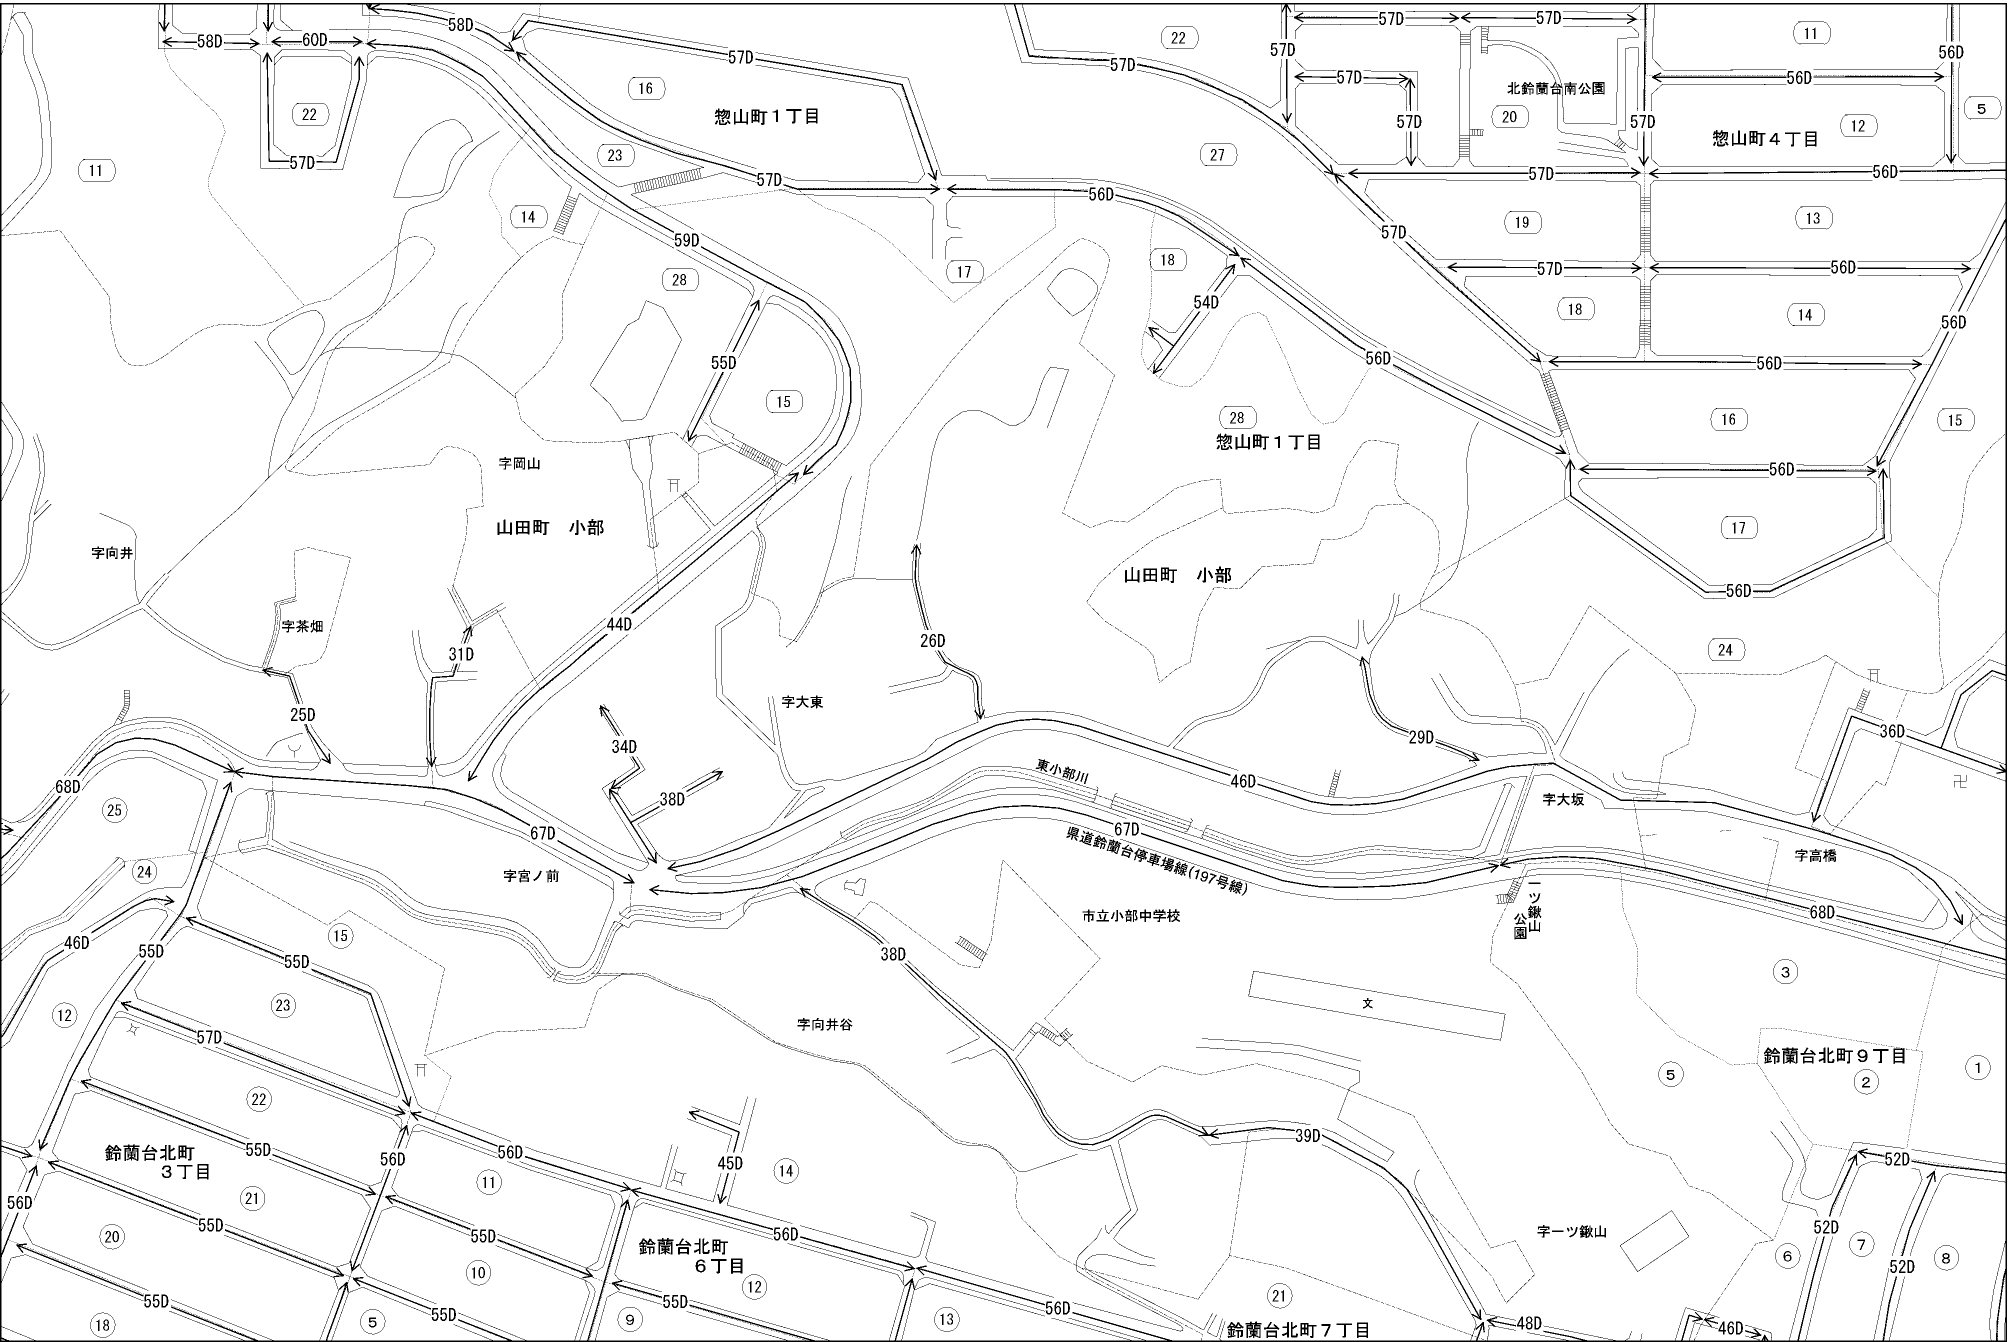 58D
57D
57D
57D
58D
60D
57D
57D
22
11
56D
57D
57D
57D
56D
16
北鈴蘭台南公園
22
惣山町1丁目
20
57D
57D
12
5
惣山町4丁目
23
27
57D
11
57D
57D
56D
56D
14
19
13
59D
57D
18
17
57D
56D
28
54D
18
14
56D
55D
56D
56D
15
28
16
15
惣山町1丁目
字岡山
56D
山田町 小部
17
字向井
山田町 小部
56D
字茶畑
44D
26D
31D
24
字大東
25D
36D
34D
29D
68D
東小部川
46D
卍
25
38D
字大坂
67D
67D
県道鈴蘭台停車場線(197号線)
字高橋
24
字宮ノ前
一ツ鍬山
公園
市立小部中学校
68D
46D
15
55D
55D
38D
3
23
文
12
字向井谷
57D
鈴蘭台北町9丁目
1
5
2
22
39D
55D
56D
鈴蘭台北町
3丁目
56D
45D
14
52D
11
21
56D
55D
52D
20
55D
56D
字一ツ鍬山
鈴蘭台北町
6丁目
6
7
8
10
12
52D
21
55D
55D
55D
56D
18
5
9
13
鈴蘭台北町7丁目
48D
46D